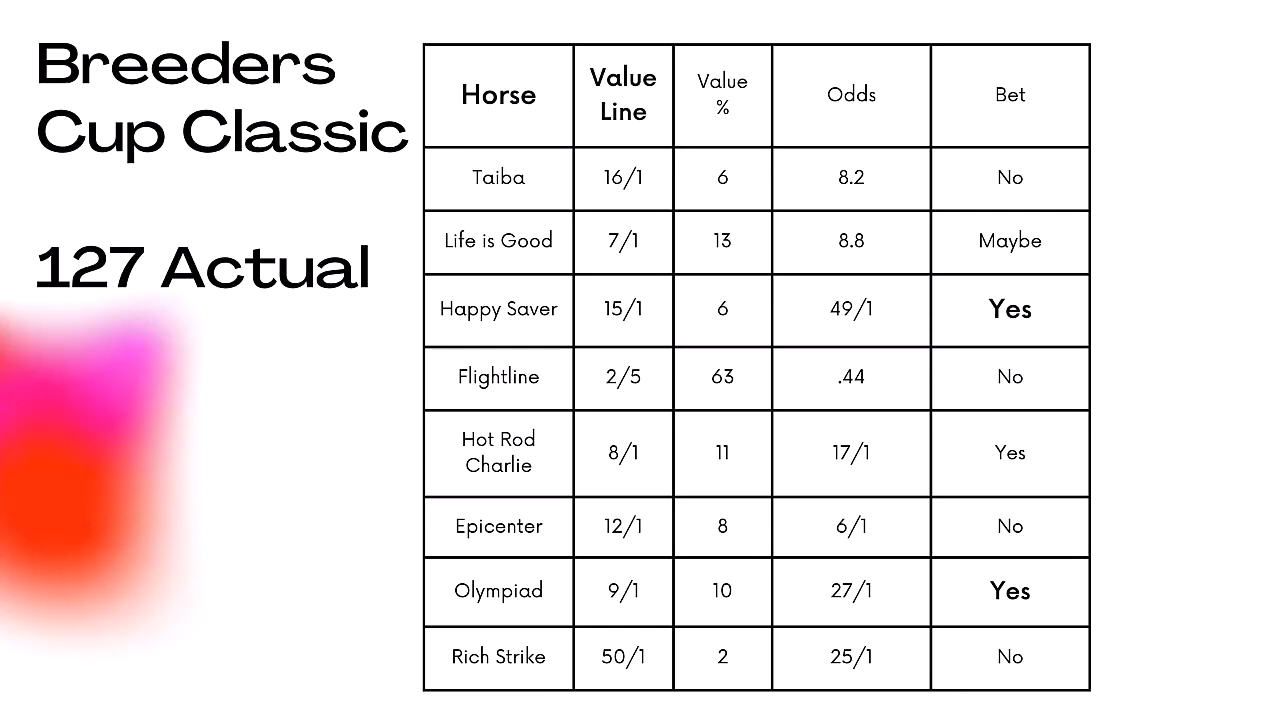 Breeders
Cup Classic
127 Actual
Horse Value Line Value % Odds Bet
Taiba 16/1 6 8.2 No
Life is Good 7/1 13 8.8 Maybe
Happy Saver 15/1 6 49/1 Yes
Flightline 2/5 63 .44 No
Hot Rod Charlie 8/1 11 17/1 Yes
Epicenter 12/1 8 6/1 No
Olympiad 9/1 10 27/1 Yes
Rich Strike 50/1 2 25/1 No